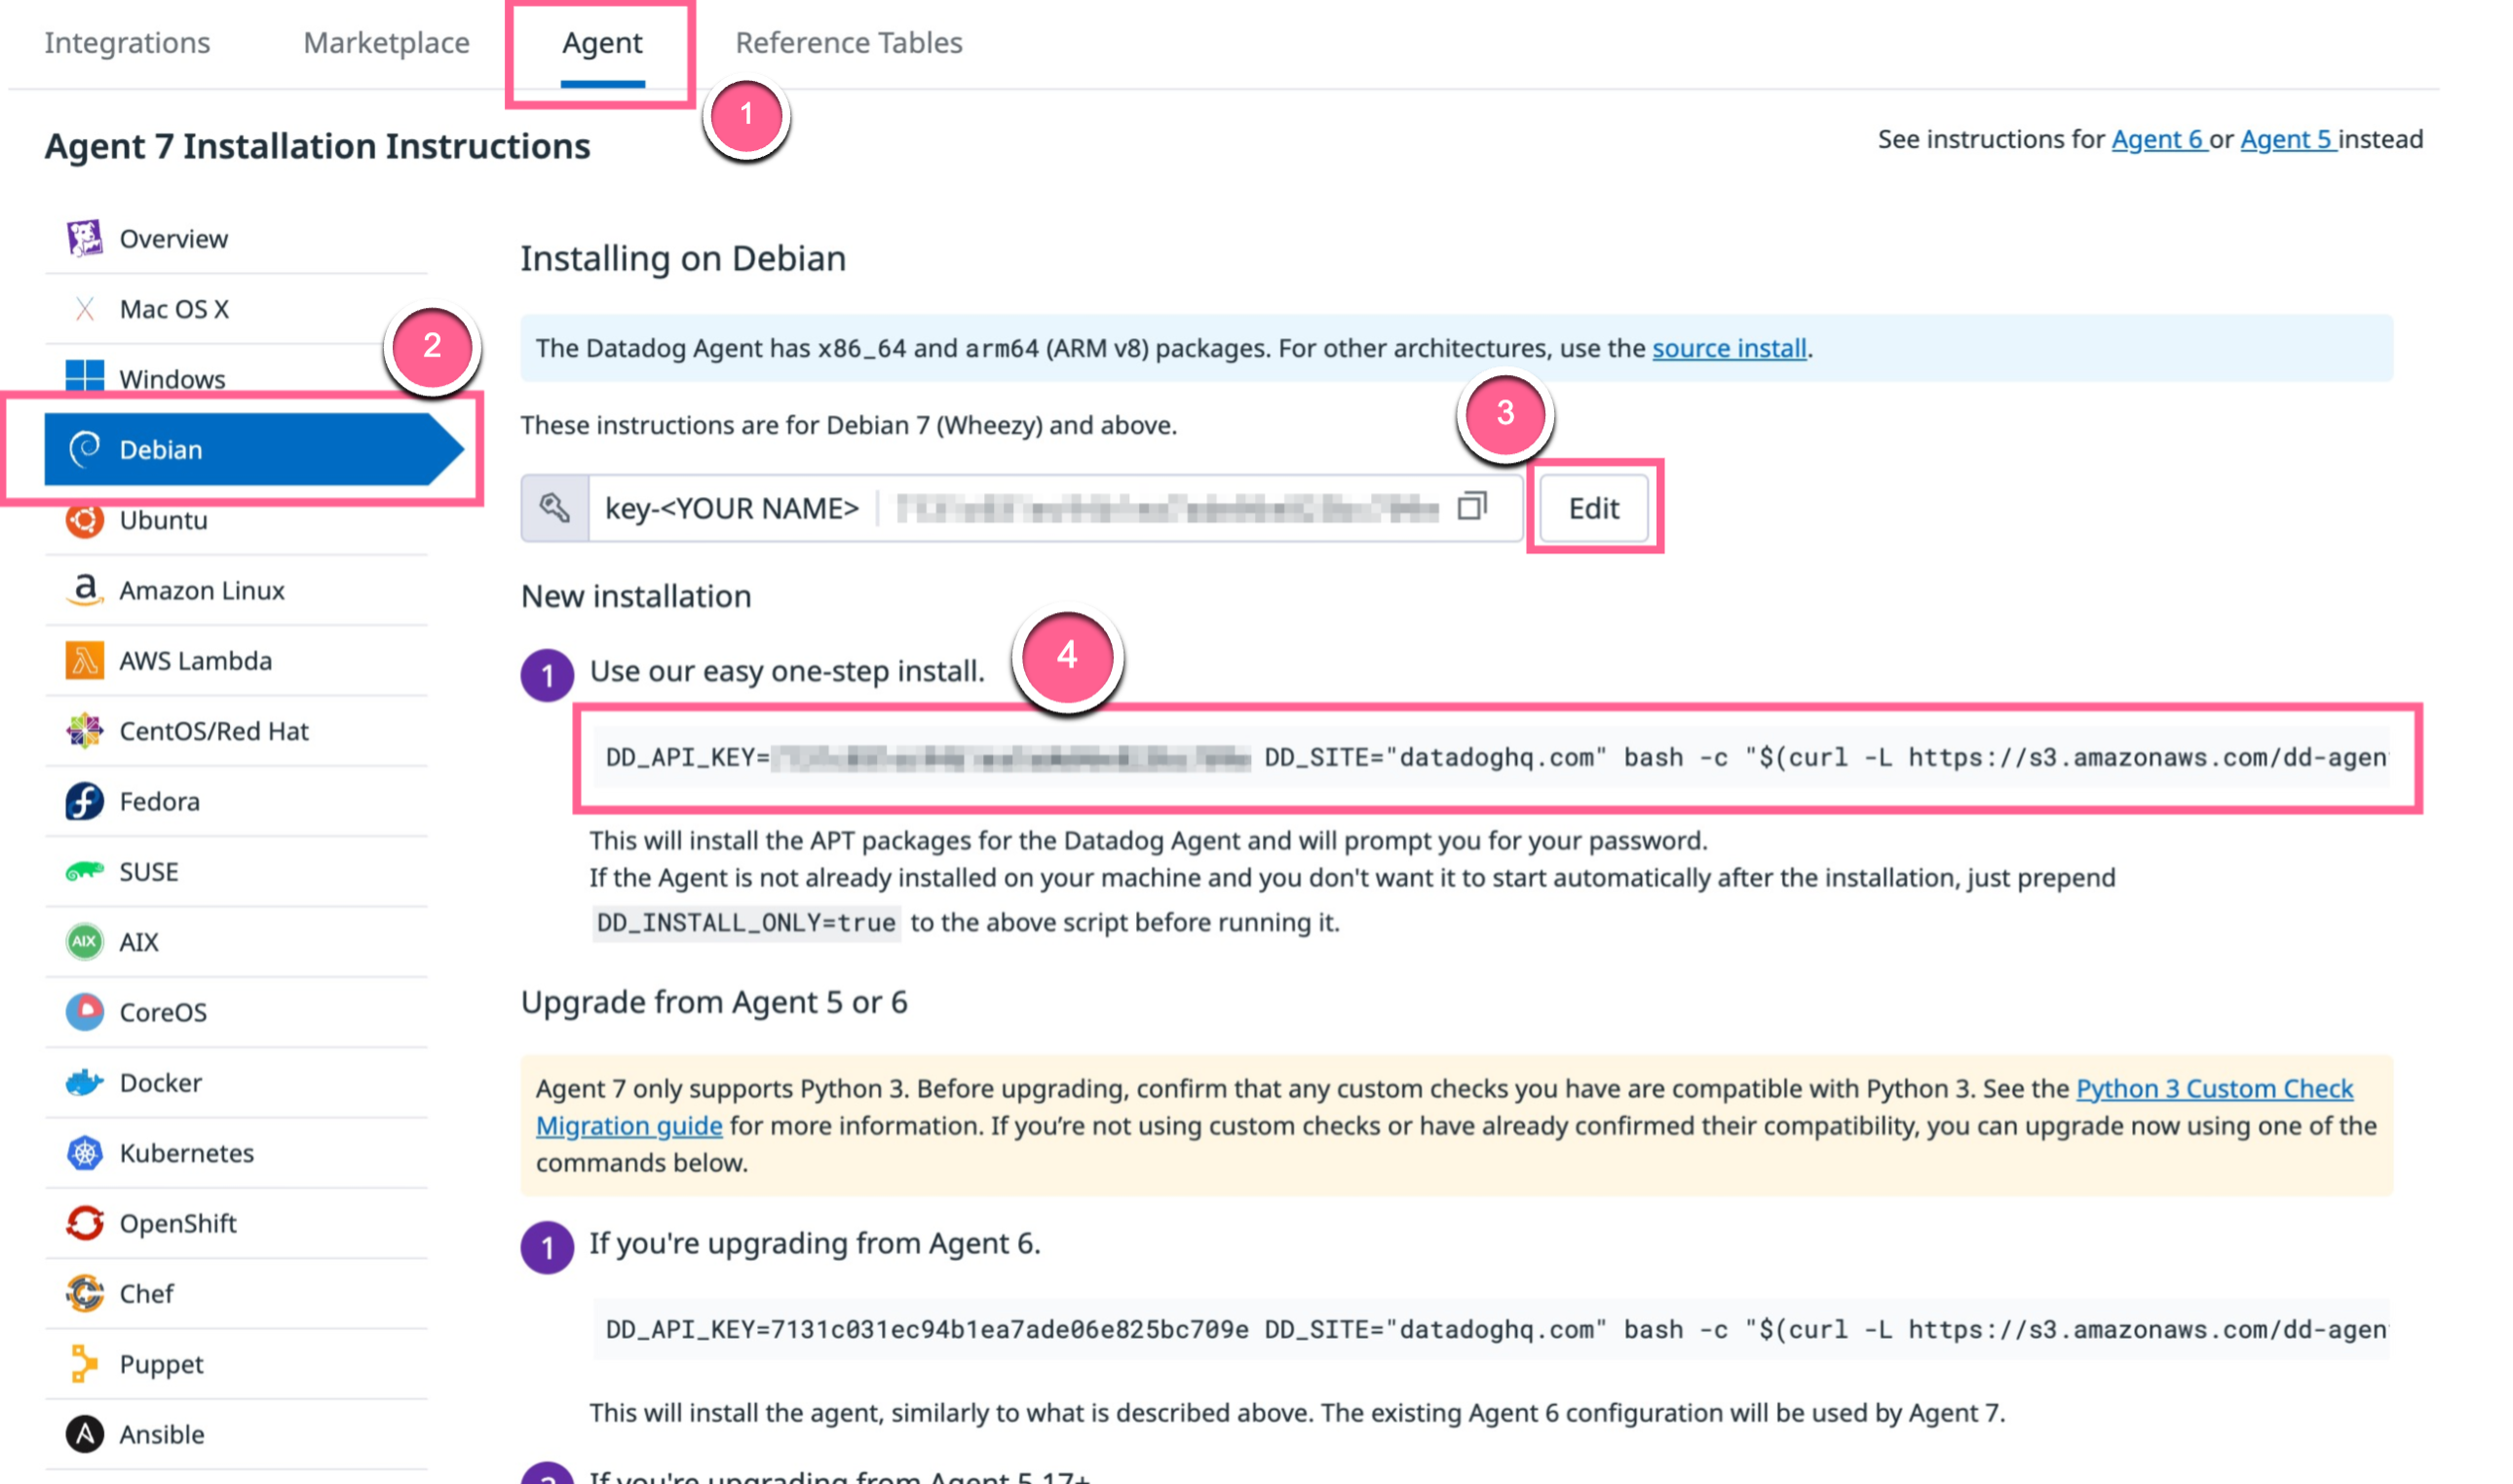 Integrations Marketplace Agent Reference Tables
1
Agent 7 Installation Instructions
See instructions for Agent 6 or Agent 5 instead
Overview
Mac OS X
Windows
2
Debian
Ubuntu
Amazon Linux
AWS Lambda
CentOS/Red Hat
Fedora
SUSE
AIX
AIX
CoreOS
Docker
Kubernetes
OpenShift
Chef
Puppet
Ansible
Installing on Debian
The Datadog Agent has x86_64 and arm64 (ARM v8) packages. For other architectures, use the source install.
These instructions are for Debian 7 (Wheezy) and above.
3
key-<YOUR NAME>
Edit
New installation
4
1 Use our easy one-step install.
DD_API_KEY= DD_SITE="datadoghq.com" bash -c "$(curl -L https://s3.amazonaws.com/dd-agen
This will install the APT packages for the Datadog Agent and will prompt you for your password.
If the Agent is not already installed on your machine and you don't want it to start automatically after the installation, just prepend
DD_INSTALL_ONLY=true to the above script before running it.
Upgrade from Agent 5 or 6
Agent 7 only supports Python 3. Before upgrading, confirm that any custom checks you have are compatible with Python 3. See the Python 3 Custom Check
Migration guide for more information. If you’re not using custom checks or have already confirmed their compatibility, you can upgrade now using one of the
commands below.
1 If you're upgrading from Agent 6.
DD_API_KEY=7131c031ec94b1ea7ade06e825bc709e DD_SITE="datadoghq.com" bash -c "$(curl -L https://s3.amazonaws.com/dd-agen
This will install the agent, similarly to what is described above. The existing Agent 6 configuration will be used by Agent 7.
2 If you're upgrading from Agent 5.17+